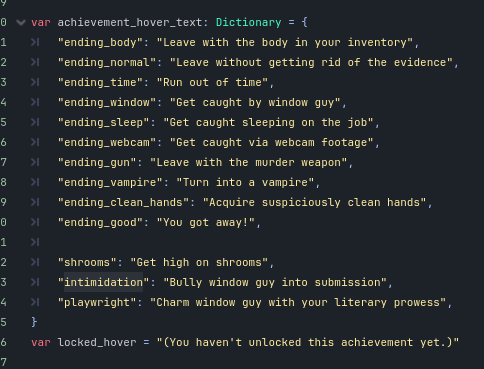 9
0 var achievement_hover_text: Dictionary = {
1 "ending_body": "Leave with the body in your inventory",
2 "ending_normal": "Leave without getting rid of the evidence",
3 "ending_time": "Run out of time",
4 "ending_window": "Get caught by window guy",
5 "ending_sleep": "Get caught sleeping on the job",
6 "ending_webcam": "Get caught via webcam footage",
7 "ending_gun": "Leave with the murder weapon",
8 "ending_vampire": "Turn into a vampire",
9 "ending_clean_hands": "Acquire suspiciously clean hands",
0 "ending_good": "You got away!",
1
2 "shrooms": "Get high on shrooms",
3 "intimidation": "Bully window guy into submission",
4 "playwright": "Charm window guy with your literary prowess",
5 }
6 var locked_hover = "(You haven't unlocked this achievement yet.)"
7